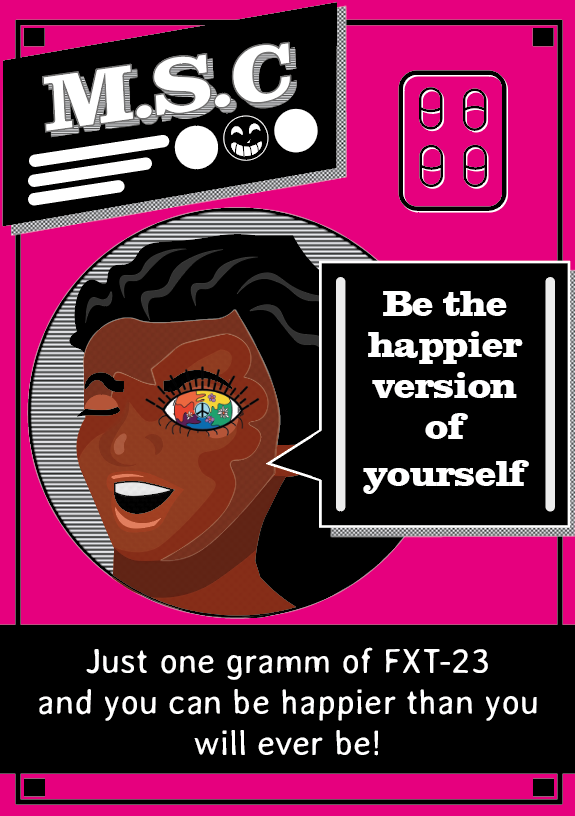 M.S.C
Be the
happier
version
of
yourself
Just one gramm of FXT-23
and you can be happier than you
will ever be!